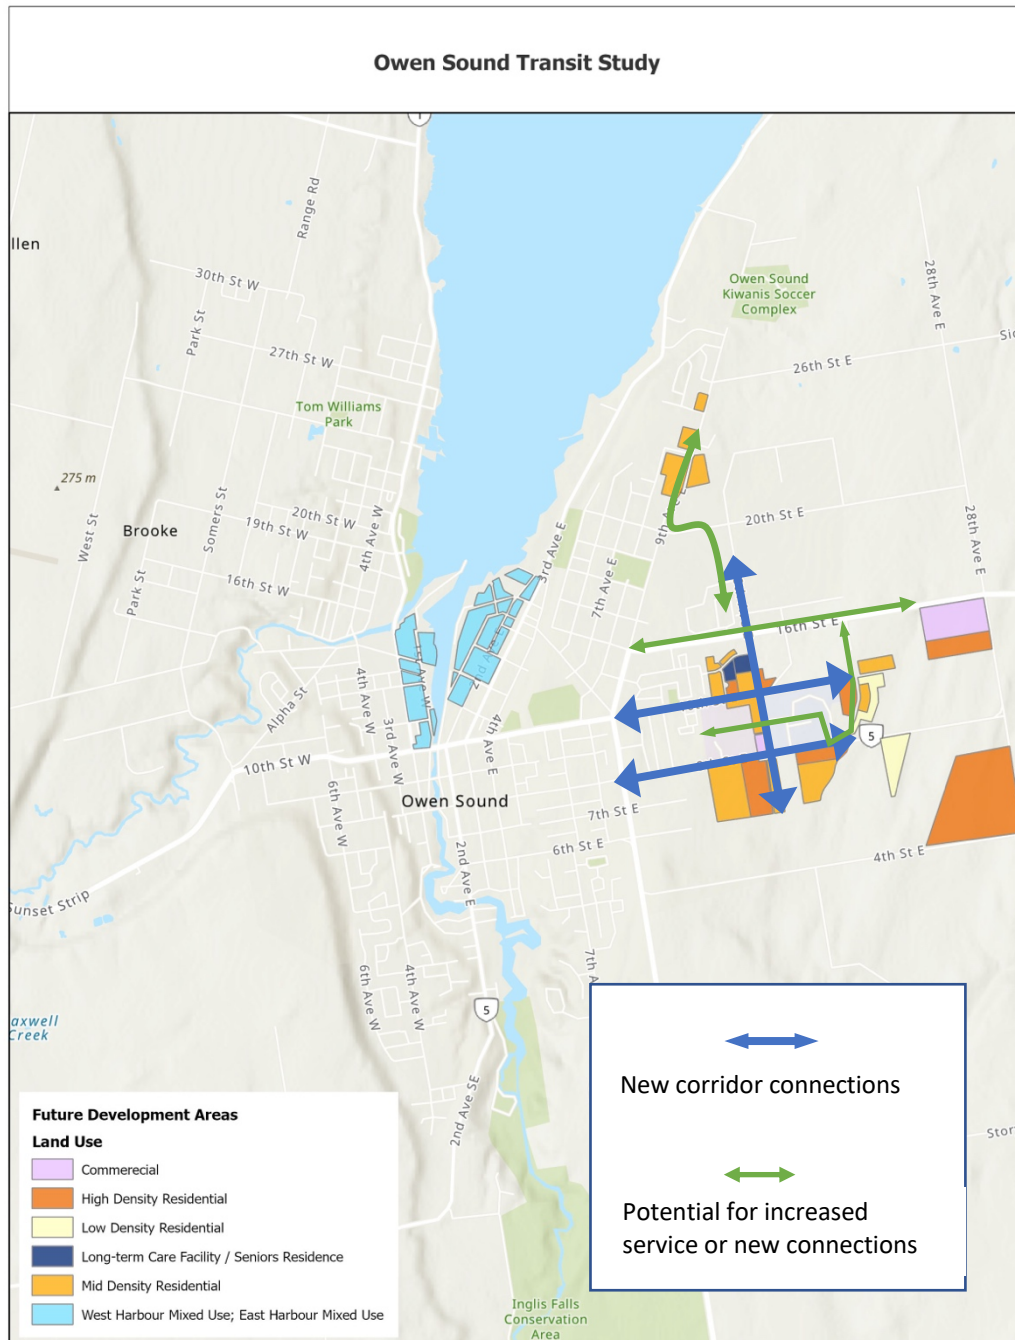 Owen Sound Transit Study
1
llen
Range Rd
30th St W
Park St
27th St W
Tom Williams
Park
275 m
West St
Brooke
Somers St
20th St W
19th St W
4th Ave W
16th St W
Park St
Owen Sound
Kiwanis Soccer
Complex
28th Ave E
26th St E
9th A
20th St E
28th Ave E
3rd Ave E
7th Ave E
16th St E
1st Ave W
2nd Ave E
4th Ave W
Alpha St
3rd Ave W
4th Ave E
10th St W
5
Owen Sound
6th Ave W
7th St E
6th St E
4th St E
2nd Ave E
Sunset Strip
6th Ave W
4th Ave W
7th A
5
axwell
Creek
2nd Ave SE
Stor
Inglis Falls
Conservation
Area
New corridor connections
Potential for increased
service or new connections
Future Development Areas
Land Use
Commerecial
High Density Residential
Low Density Residential
Long-term Care Facility / Seniors Residence
Mid Density Residential
West Harbour Mixed Use; East Harbour Mixed Use